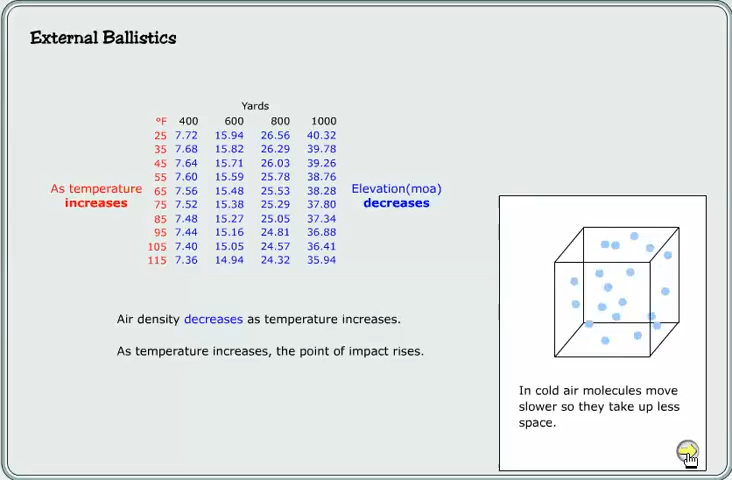 External Ballistics
Yards
°F 400 600 800 1000
25 7.72 15.94 26.56 40.32
35 7.68 15.82 26.29 39.78
45 7.64 15.71 26.03 39.26
55 7.60 15.59 25.78 38.76
65 7.56 15.48 25.53 38.28
75 7.52 15.38 25.29 37.80
85 7.48 15.27 25.05 37.34
95 7.44 15.16 24.81 36.88
105 7.40 15.05 24.57 36.41
115 7.36 14.94 24.32 35.94
As temperature
increases
Elevation(moa)
decreases
Air density decreases as temperature increases.
As temperature increases, the point of impact rises.
In cold air molecules move
slower so they take up less
space.